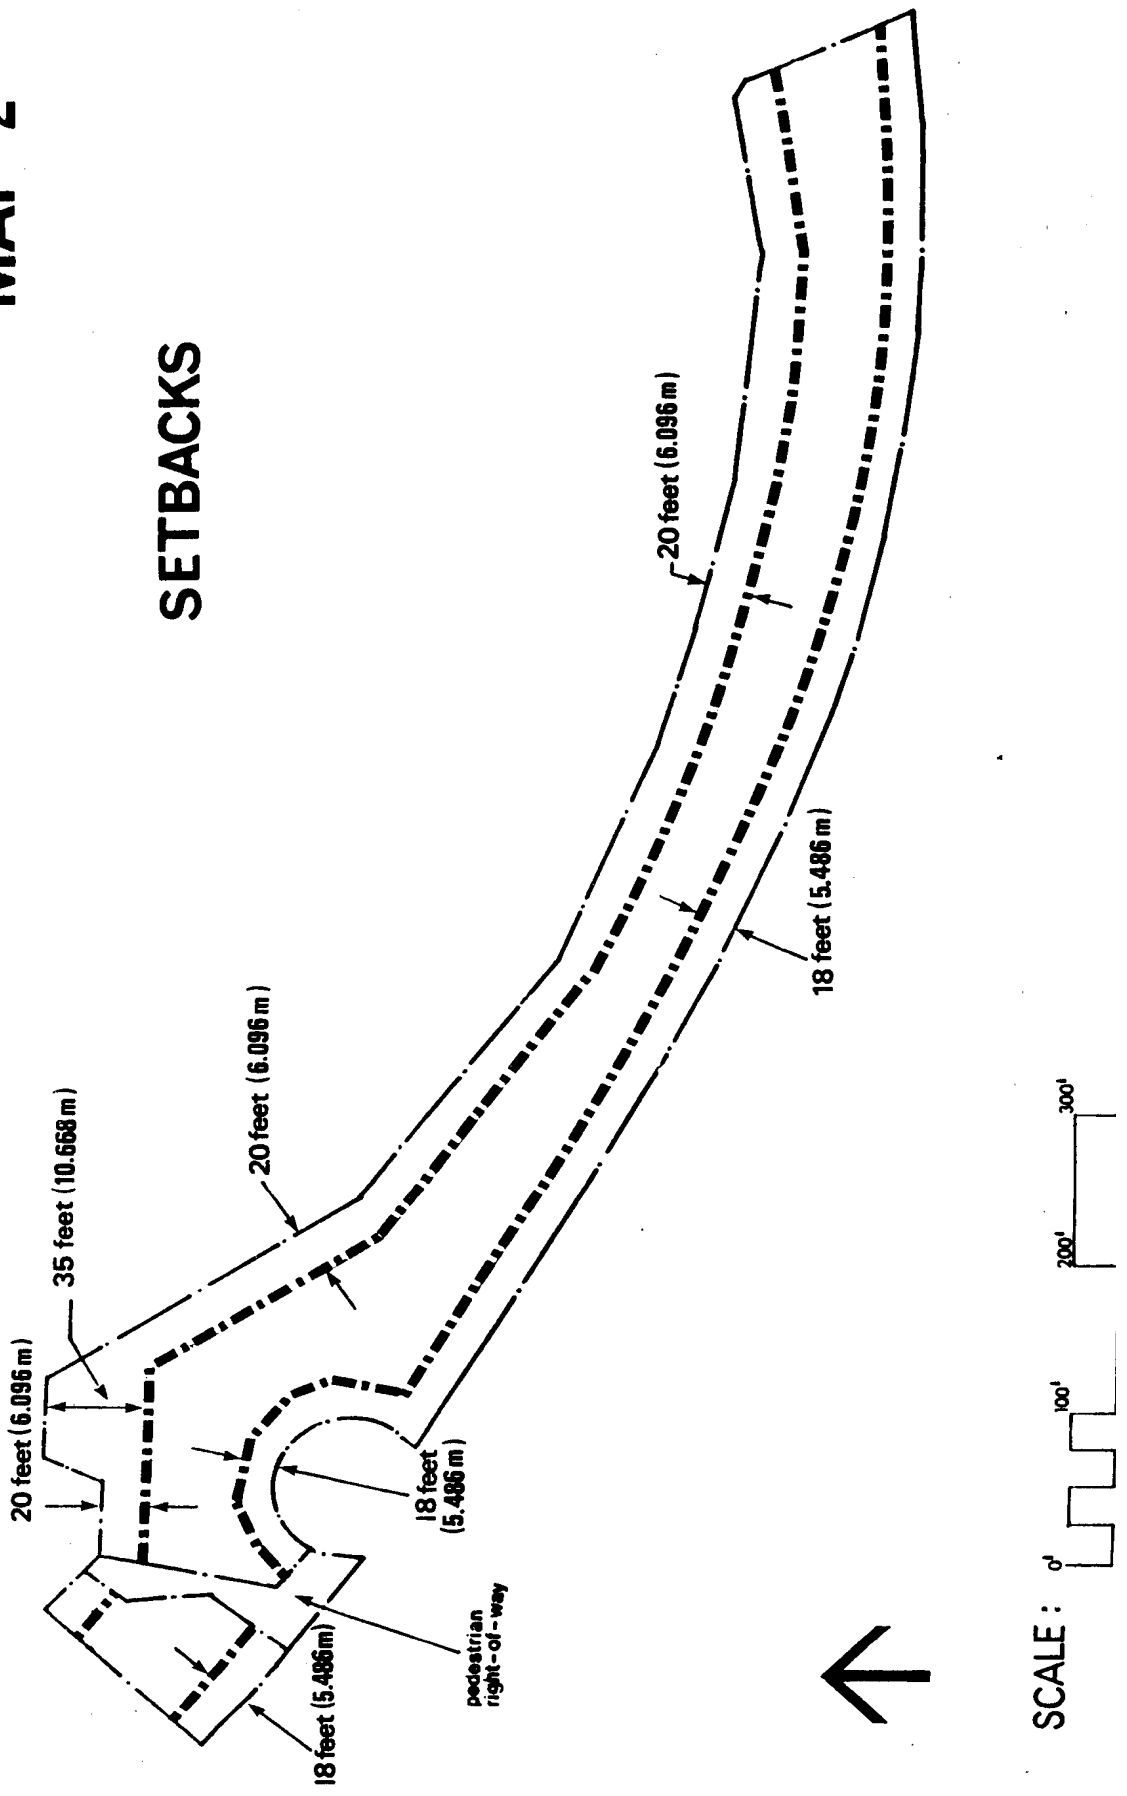 MAP 2
SETBACKS
20 feet (6.096 m)
35 feet (10.668 m)
20 feet (6.096 m)
20 feet (6.096 m)
18 feet (5.486 m)
18 feet
(5.486 m)
18 feet (5.486m)
pedestrian
right-of-way
SCALE :
0'
100'
200'
300'